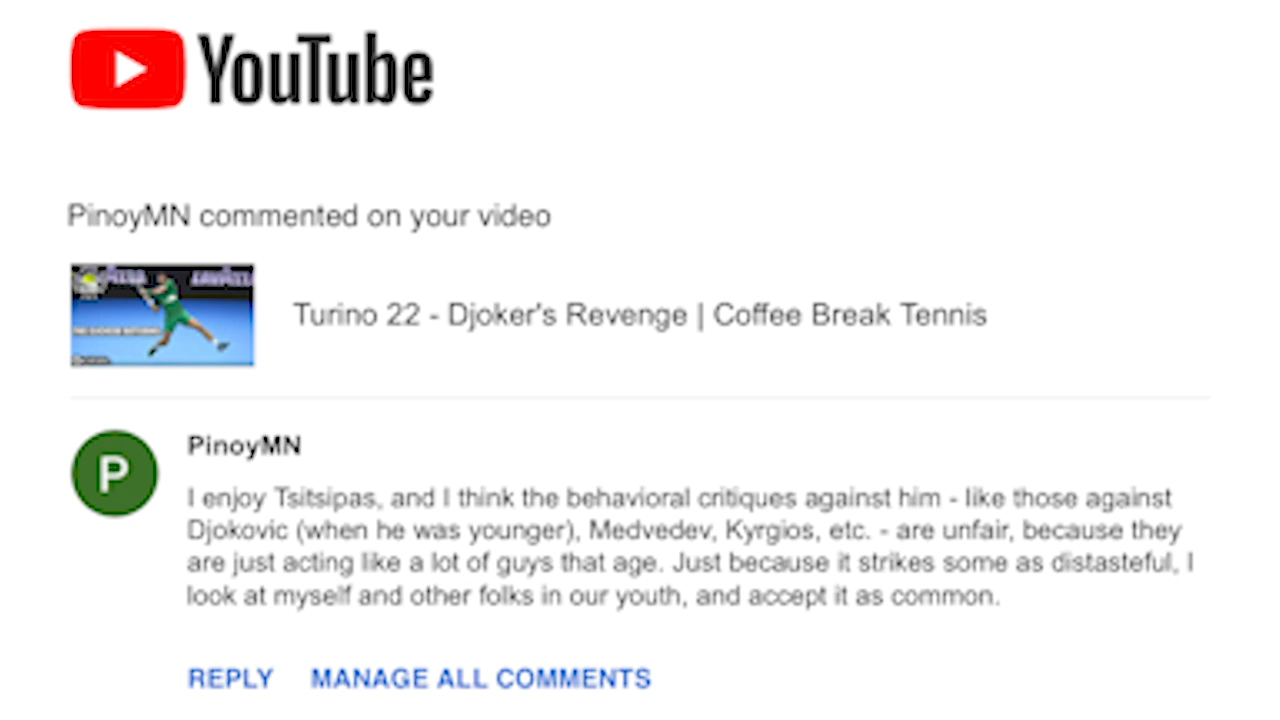 YouTube
PinoyMN commented on your video
Turino 22 - Djoker's Revenge | Coffee Break Tennis
P
PinoyMN
I enjoy Tsitsipas, and I think the behavioral critiques against him - like those against
Djokovic (when he was younger), Medvedev, Kyrgios, etc. - are unfair, because they
are just acting like a lot of guys that age. Just because it strikes some as distasteful, I
look at myself and other folks in our youth, and accept it as common.
REPLY MANAGE ALL COMMENTS